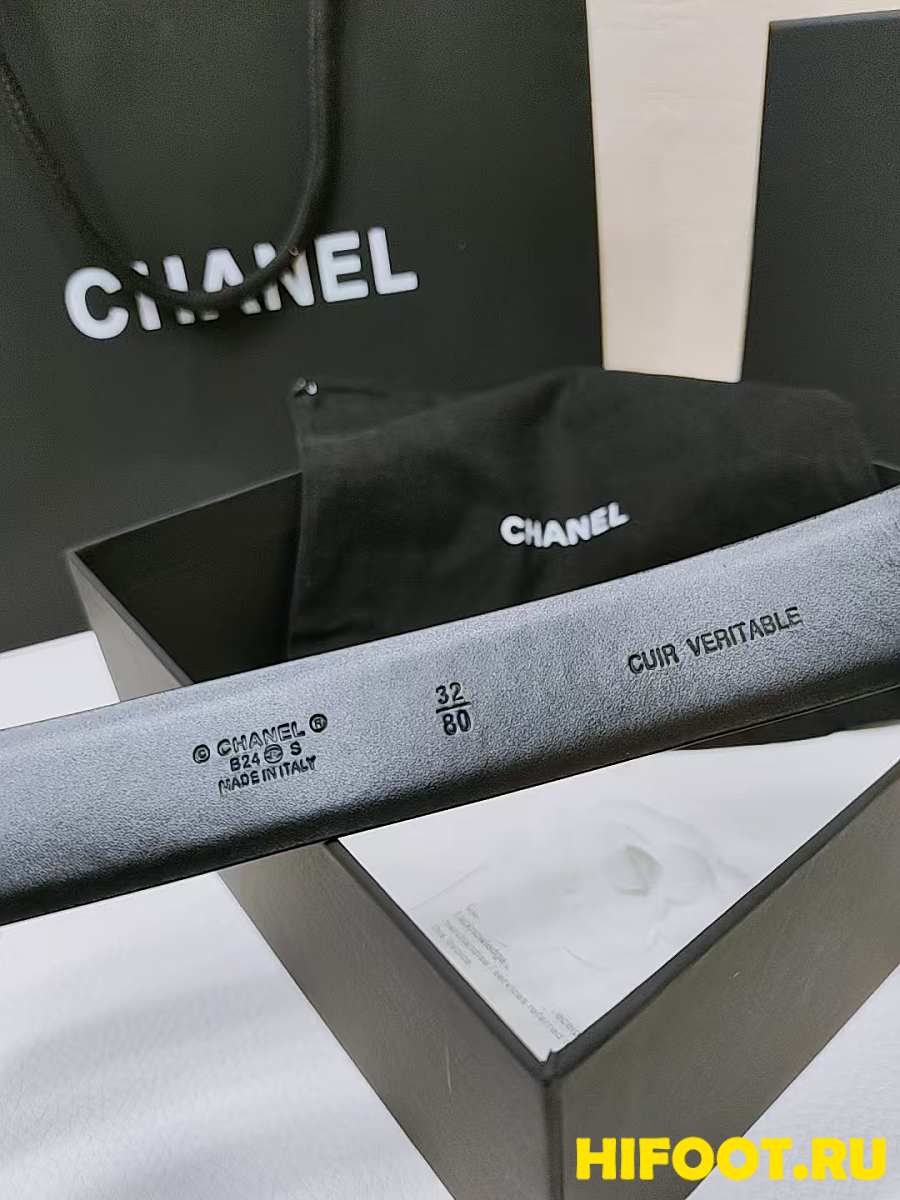 CHANEL
CHANEL
CUIR VERITABLE
32
80
© CHANEL ®
B24 S
MADE IN ITALY
HIFOOT.RU